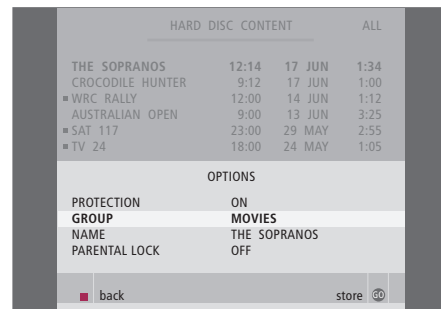 HARD DISC CONTENT ALL
THE SOPRANOS 12:14 17 JUN 1:34
CROCODILE HUNTER 9:12 17 JUN 1:00
WRC RALLY 12:00 14 JUN 1:12
AUSTRALIAN OPEN 9:00 13 JUN 3:25
SAT 117 23:00 29 MAY 2:55
TV 24 18:00 24 MAY 1:05
OPTIONS
PROTECTION ON
GROUP MOVIES
NAME THE SOPRANOS
PARENTAL LOCK OFF
back store GO